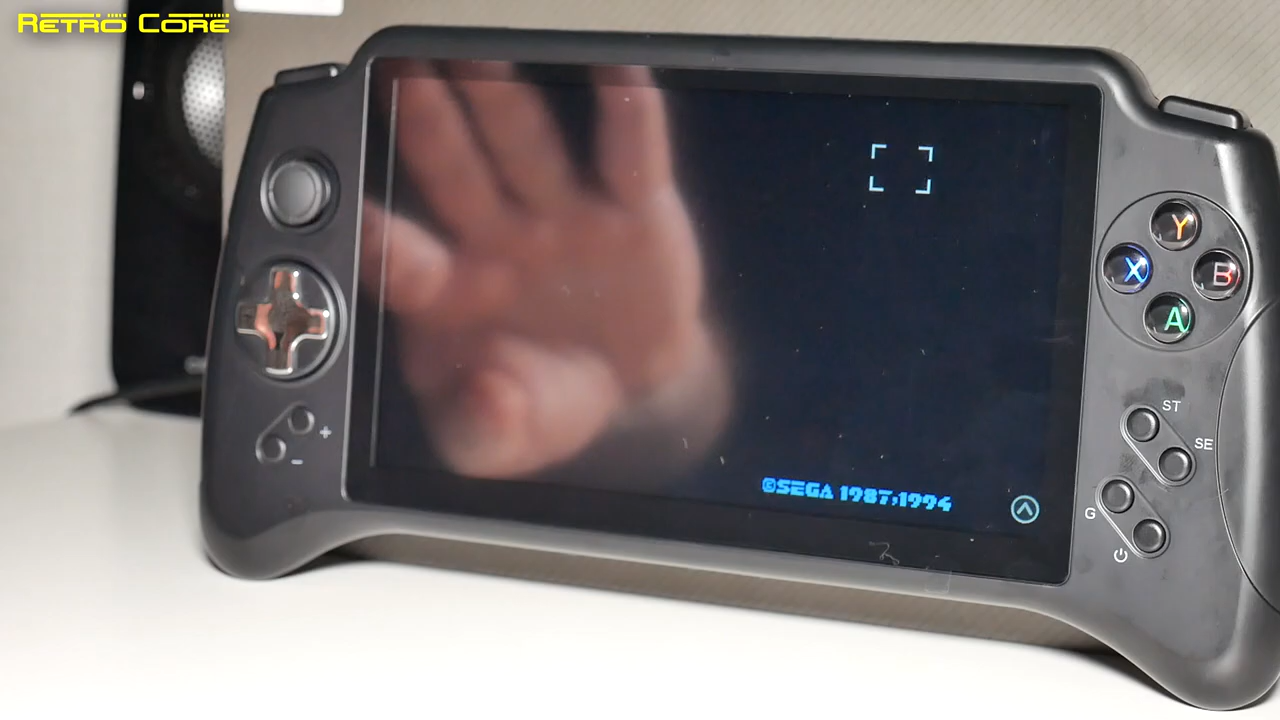 RETRO CORE
Y
X
B
A
+
-
ST
SE
G
©SEGA 1987,1994